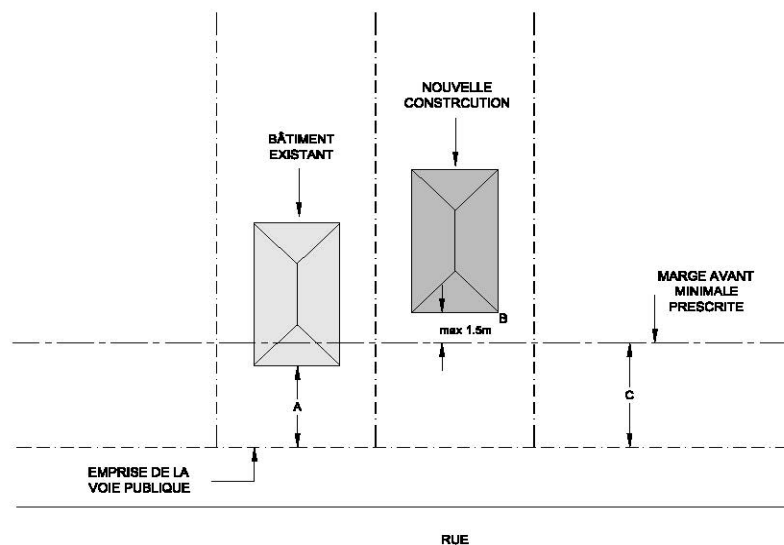 NOUVELLE
CONSTRCUTION
BÂTIMENT
EXISTANT
MARGE AVANT
MINIMALE
PRESCRITE
B
max 1.5m
A
C
EMPRISE DE LA
VOIE PUBLIQUE
RUE